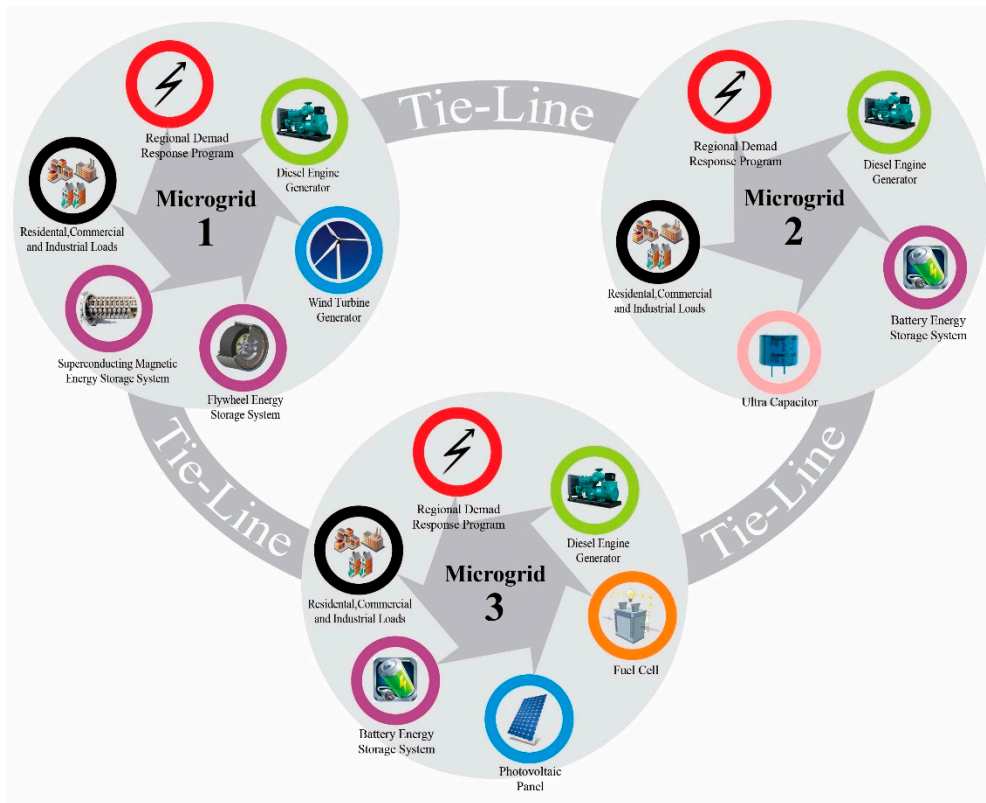 Regional Demad
Response Program
Diesel Engine
Generator
Residental,Commercial
and Industrial Loads
Microgrid
1
Wind Turbine
Generator
Superconducting Magnetic
Energy Storage System
Flywheel Energy
Storage System
Tie-Line
Regional Demad
Response Program
Diesel Engine
Generator
Microgrid
2
Residental,Commercial
and Industrial Loads
Battery Energy
Storage System
Ultra Capacitor
Tie-Line
Tie-Line
Regional Demad
Response Program
Diesel Engine
Generator
Microgrid
3
Residental,Commercial
and Industrial Loads
Fuel Cell
Battery Energy
Storage System
Photovoltaic
Panel